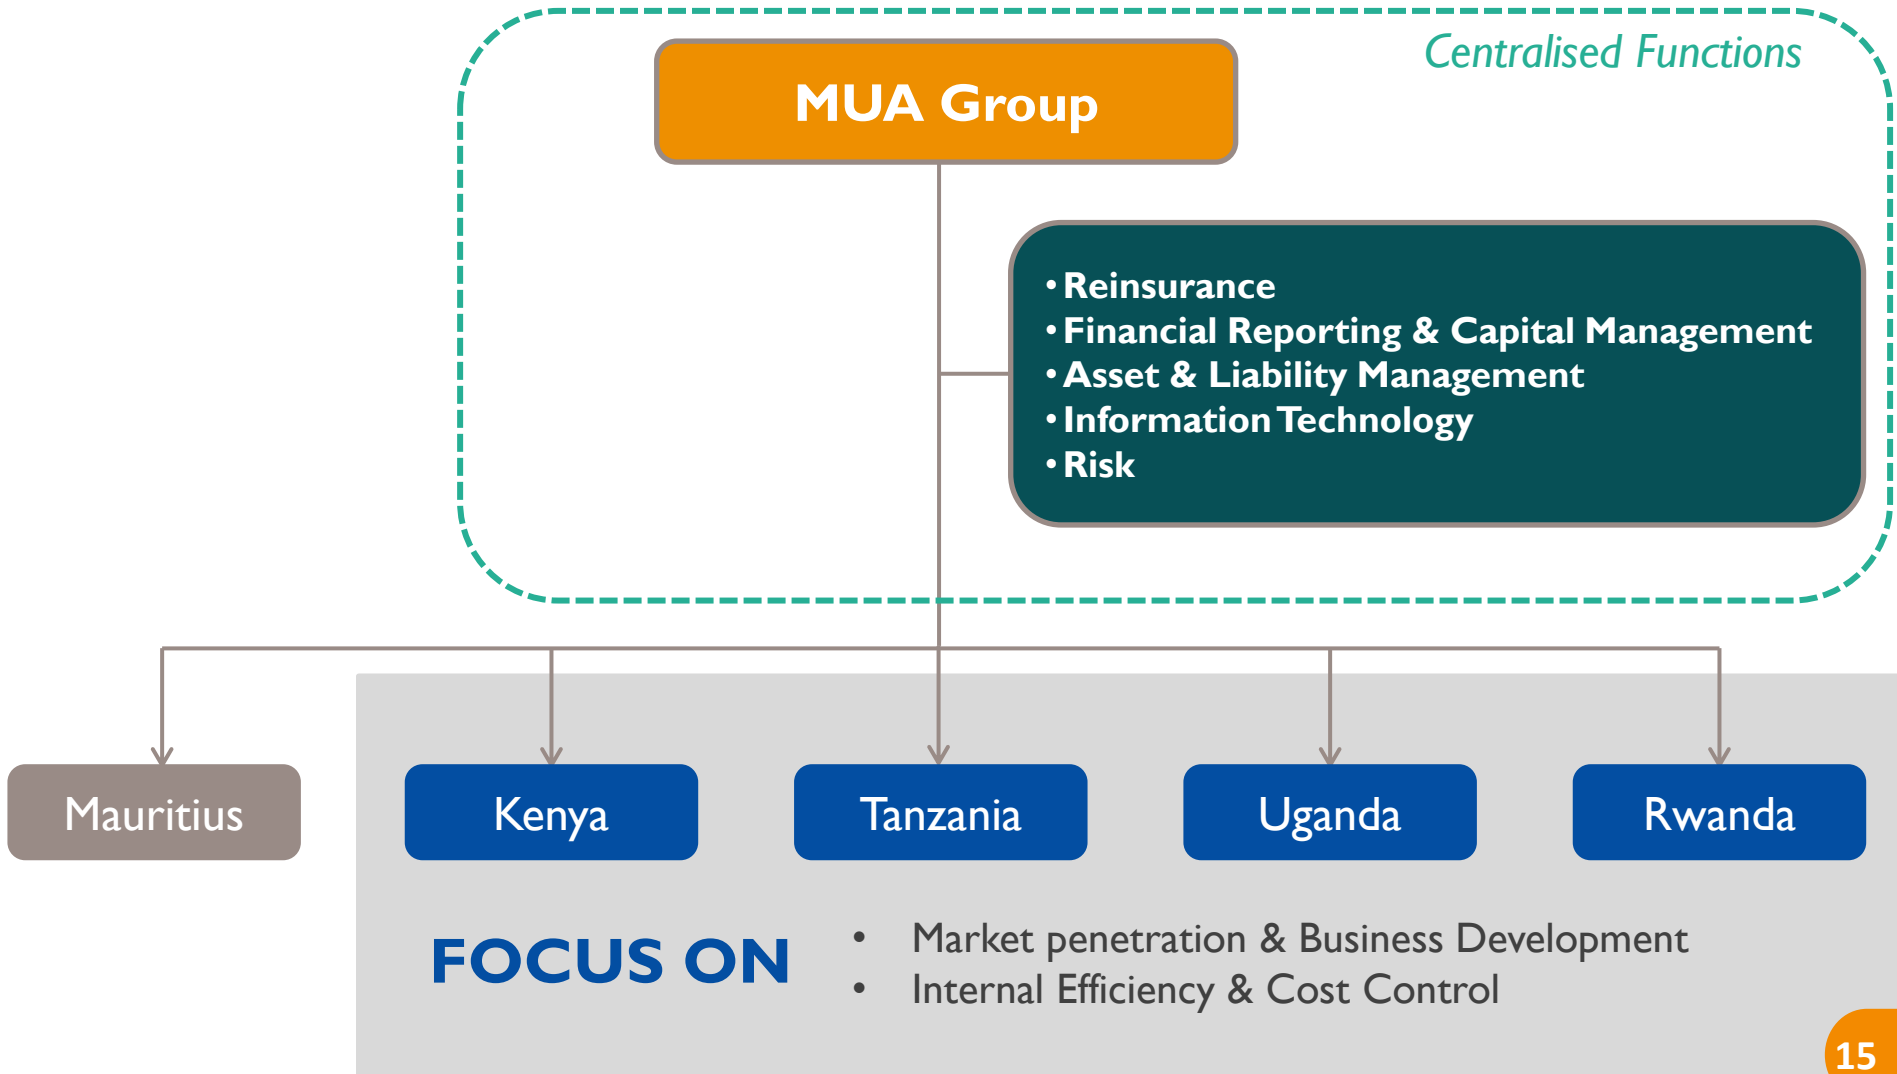 Centralised Functions
MUA Group
• Reinsurance
• Financial Reporting & Capital Management
• Asset & Liability Management
• Information Technology
• Risk
Mauritius
Kenya
Tanzania
Uganda
Rwanda
FOCUS ON
• Market penetration & Business Development
• Internal Efficiency & Cost Control
15